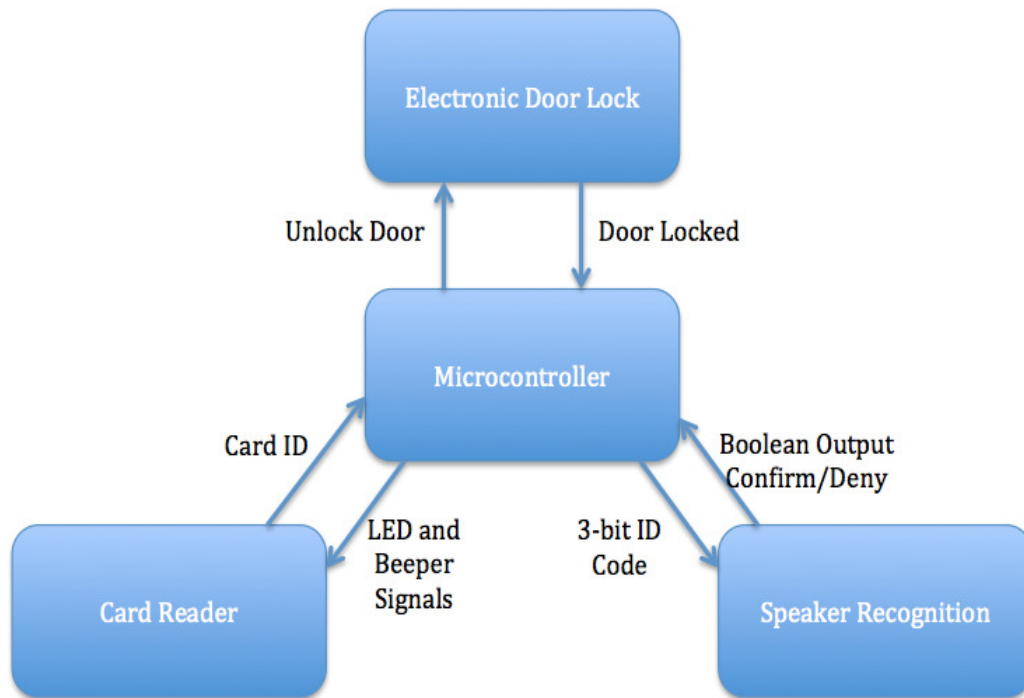 Electronic Door Lock
Unlock Door
Door Locked
Microcontroller
Card ID
Boolean Output
Confirm/Deny
LED and
Beeper
Signals
3-bit ID
Code
Card Reader
Speaker Recognition